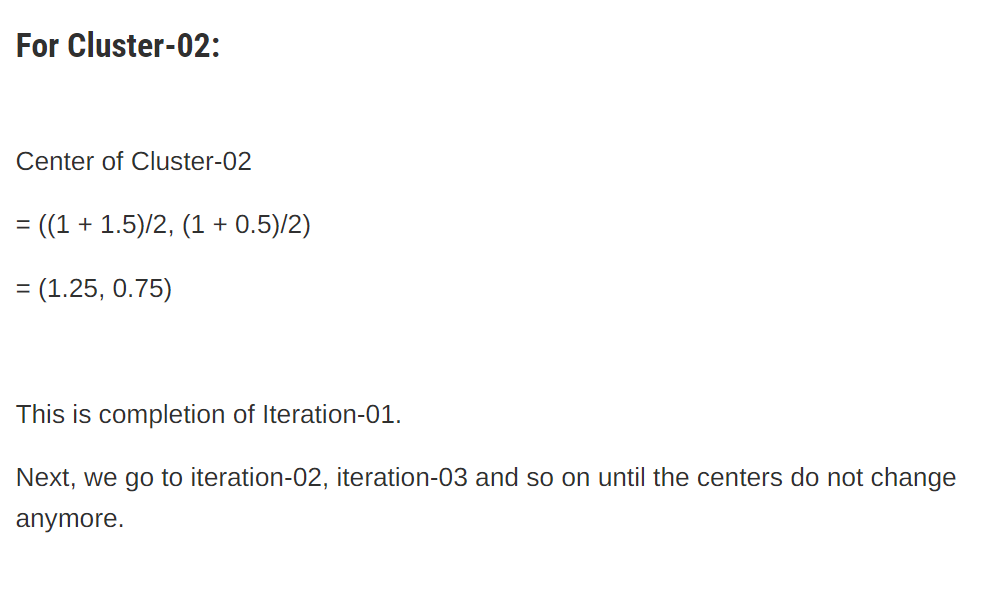 For Cluster-02:
Center of Cluster-02
= ((1 + 1.5)/2, (1 + 0.5)/2)
= (1.25, 0.75)
This is completion of Iteration-01.
Next, we go to iteration-02, iteration-03 and so on until the centers do not change
anymore.